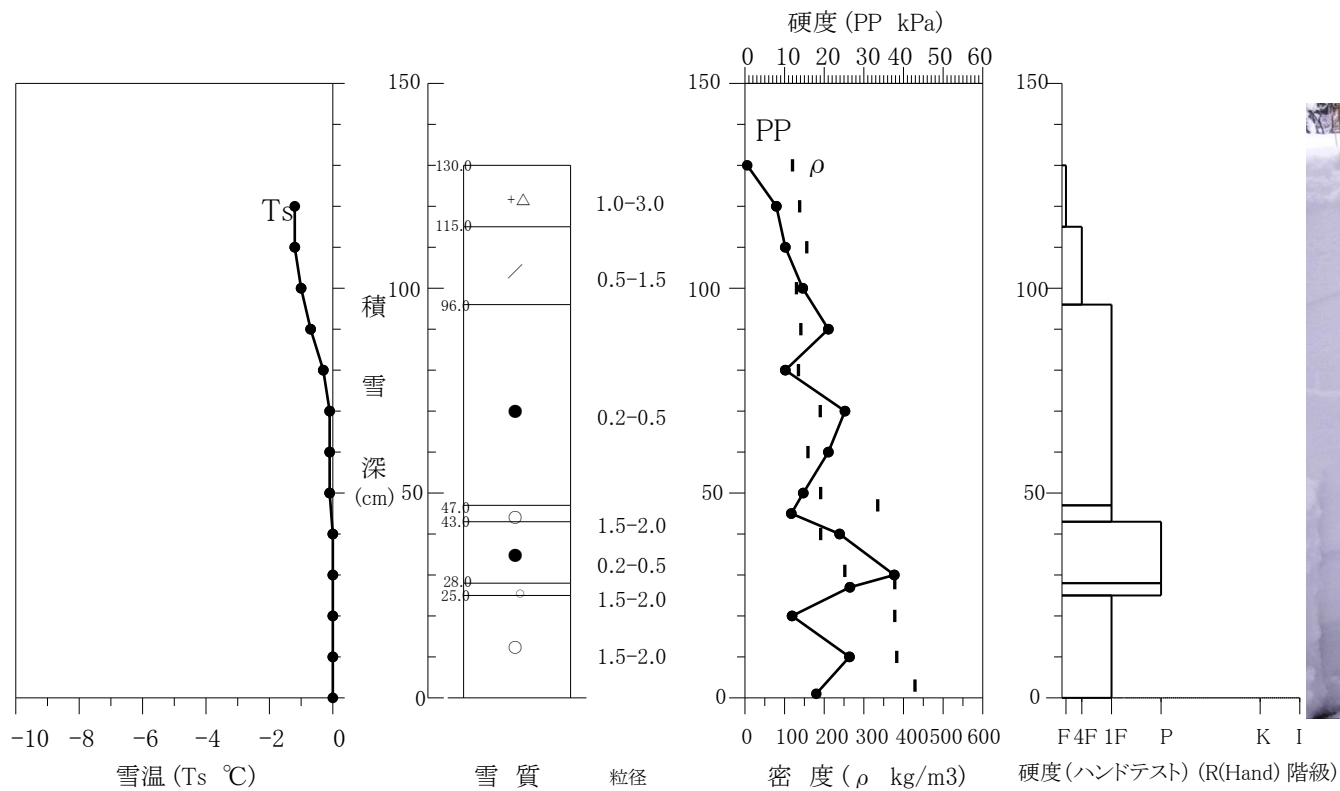 硬度 (PP kPa)
0 10 20 30 40 50 60
150
150
150
PP
ρ
130.0
+△
1.0-3.0
Ts
115.0
0.5-1.5
100
100
100
96.0
積
雪
深
(cm)
0.2-0.5
50
50
50
47.0
43.0
1.5-2.0
0.2-0.5
28.0
25.0
1.5-2.0
1.5-2.0
0
0
0
-10 -8 -6 -4 -2 0
0 100 200 300 400 500 600
F 4F 1F P K I
雪温 (Ts ℃)
雪 質
粒径
密 度 ( ρ kg/m3)
硬度 (ハンドテスト) (R(Hand) 階級)